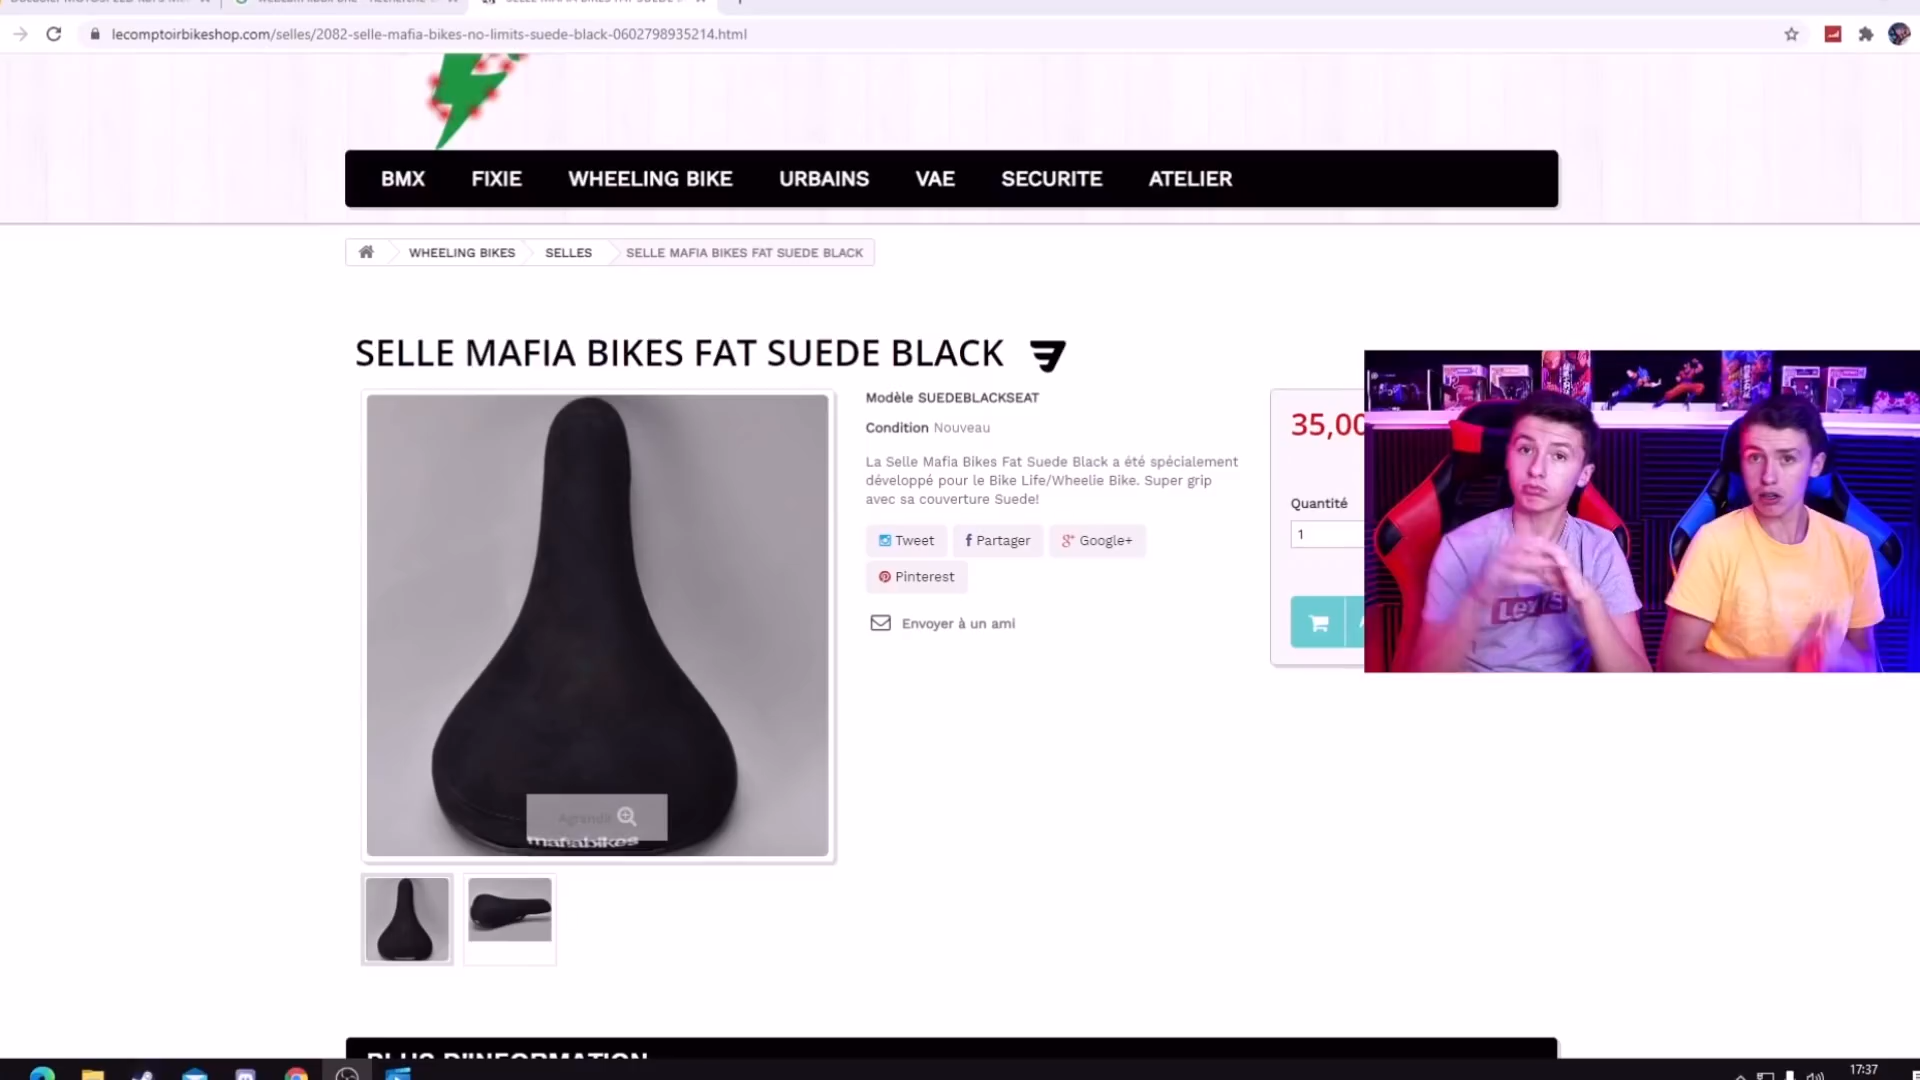 lecomptoirbikeshop.com/selles/2082-selle-mafia-bikes-no-limits-suede-black-0602798935214.html
BMX FIXIE WHEELING BIKE URBAINS VAE SECURITE ATELIER
WHEELING BIKES SELLES SELLE MAFIA BIKES FAT SUEDE BLACK
SELLE MAFIA BIKES FAT SUEDE BLACK
Modèle SUEDEBLACKSEAT
Condition Nouveau
35,00
La Selle Mafia Bikes Fat Suede Black a été spécialement
développé pour le Bike Life/Wheelie Bike. Super grip
avec sa couverture Suede!
Quantité
1
Tweet Partager Google+
Pinterest
Envoyer à un ami
Agrandir
mafiabikes
PLUS D'INFORMATION
17:37